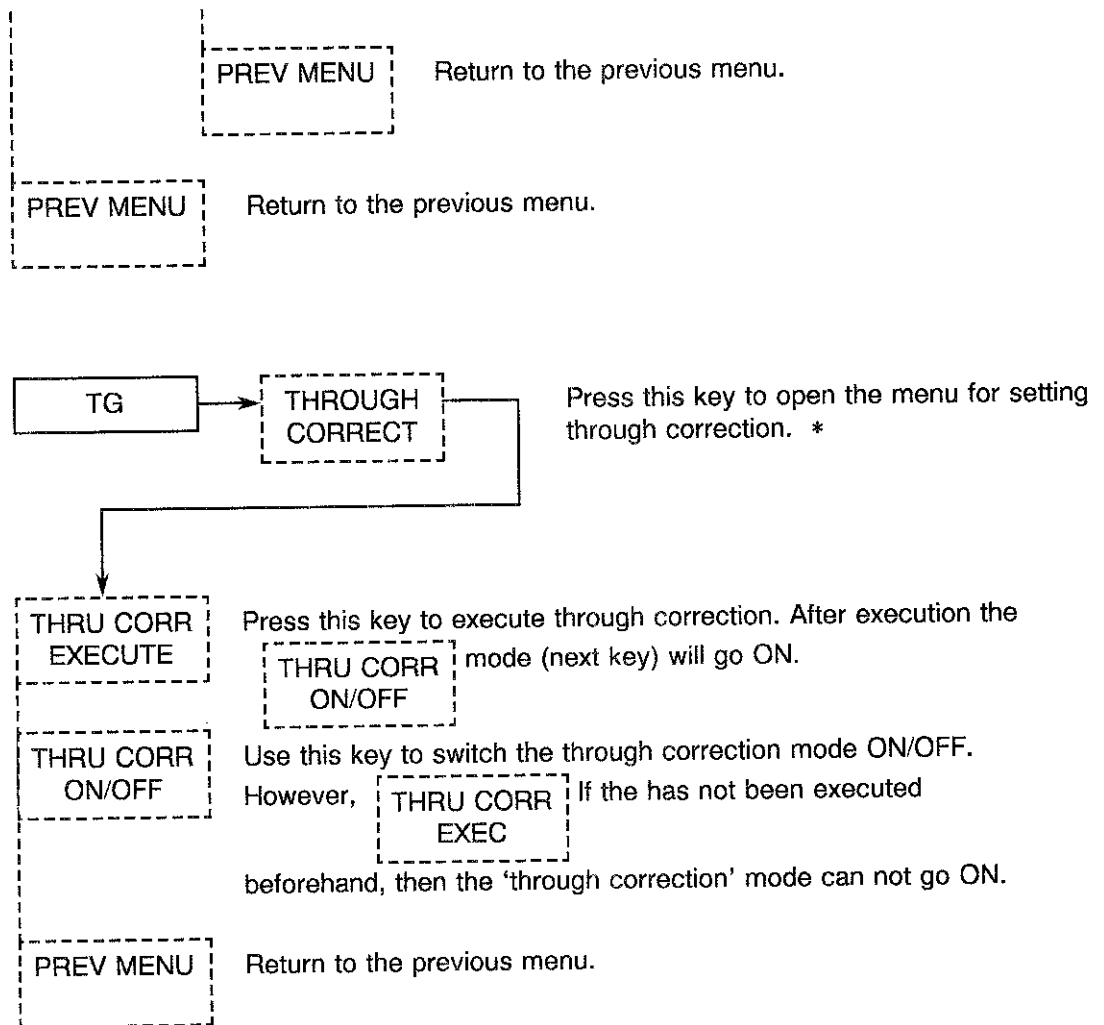 PREV MENU Return to the previous menu.
PREV MENU Return to the previous menu.
TG THROUGH CORRECT Press this key to open the menu for setting
through correction. *
THRU CORR EXECUTE Press this key to execute through correction. After execution the
THRU CORR ON/OFF mode (next key) will go ON.
THRU CORR ON/OFF Use this key to switch the through correction mode ON/OFF.
However, THRU CORR EXEC If the has not been executed
beforehand, then the ‘through correction’ mode can not go ON.
PREV MENU Return to the previous menu.